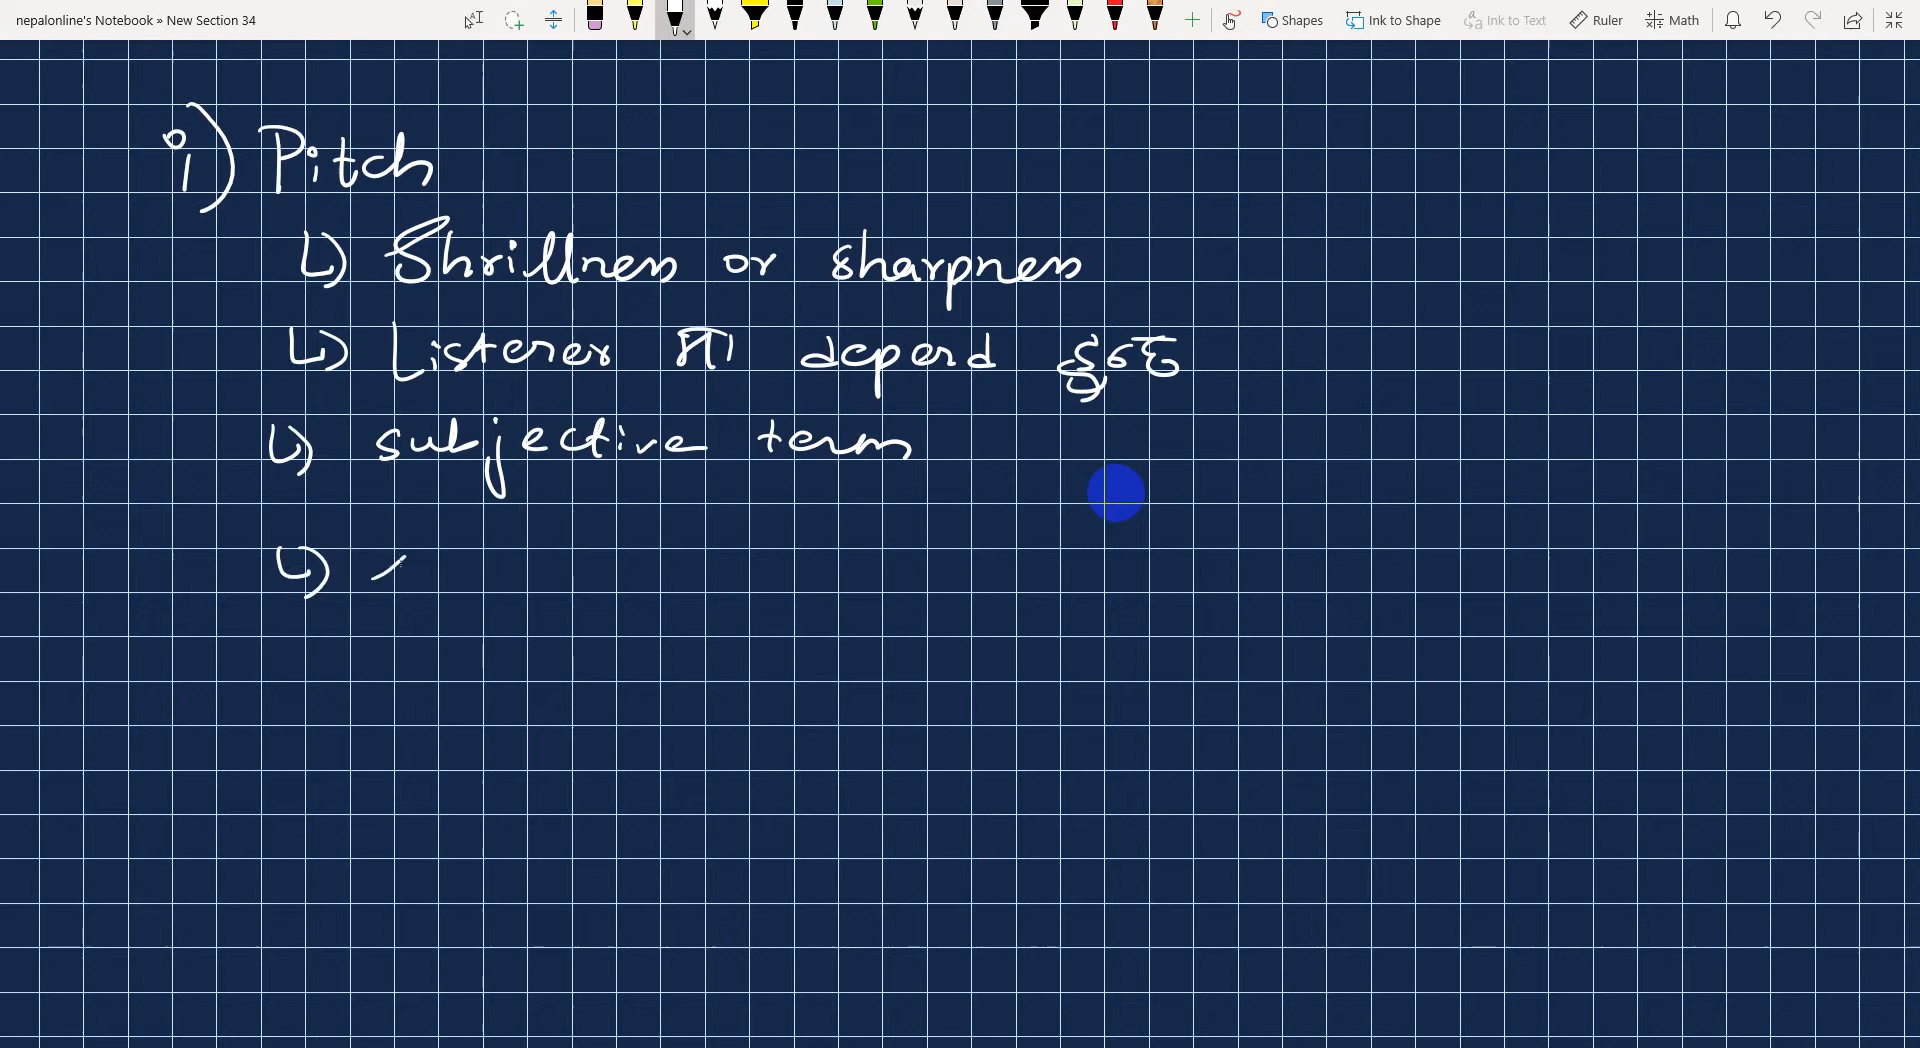 nepalonline's Notebook » New Section 34
Shapes Ink to Shape Ink to Text Ruler Math
i) Pitch
↳ Shrillness or sharpness
↳ Listener मा depend हुन्छ
↳ subjective term
↳